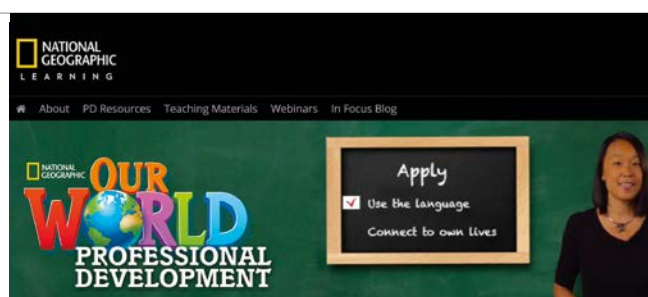 NATIONAL
GEOGRAPHIC
LEARNING
About PD Resources Teaching Materials Webinars In Focus Blog
NATIONAL
GEOGRAPHIC
OUR
WORLD
PROFESSIONAL
DEVELOPMENT
Apply
Use the language
Connect to own lives